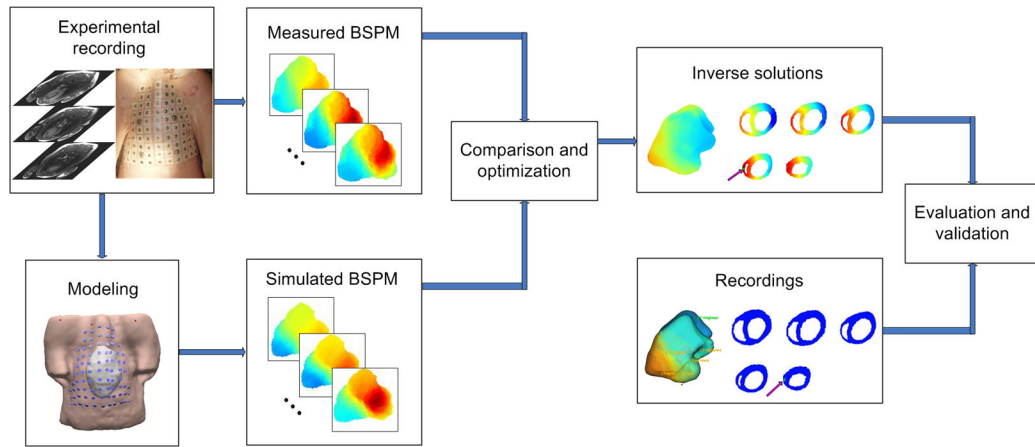 Experimental
recording
Measured BSPM
Comparison and
optimization
Inverse solutions
Evaluation and
validation
Modeling
Simulated BSPM
Recordings